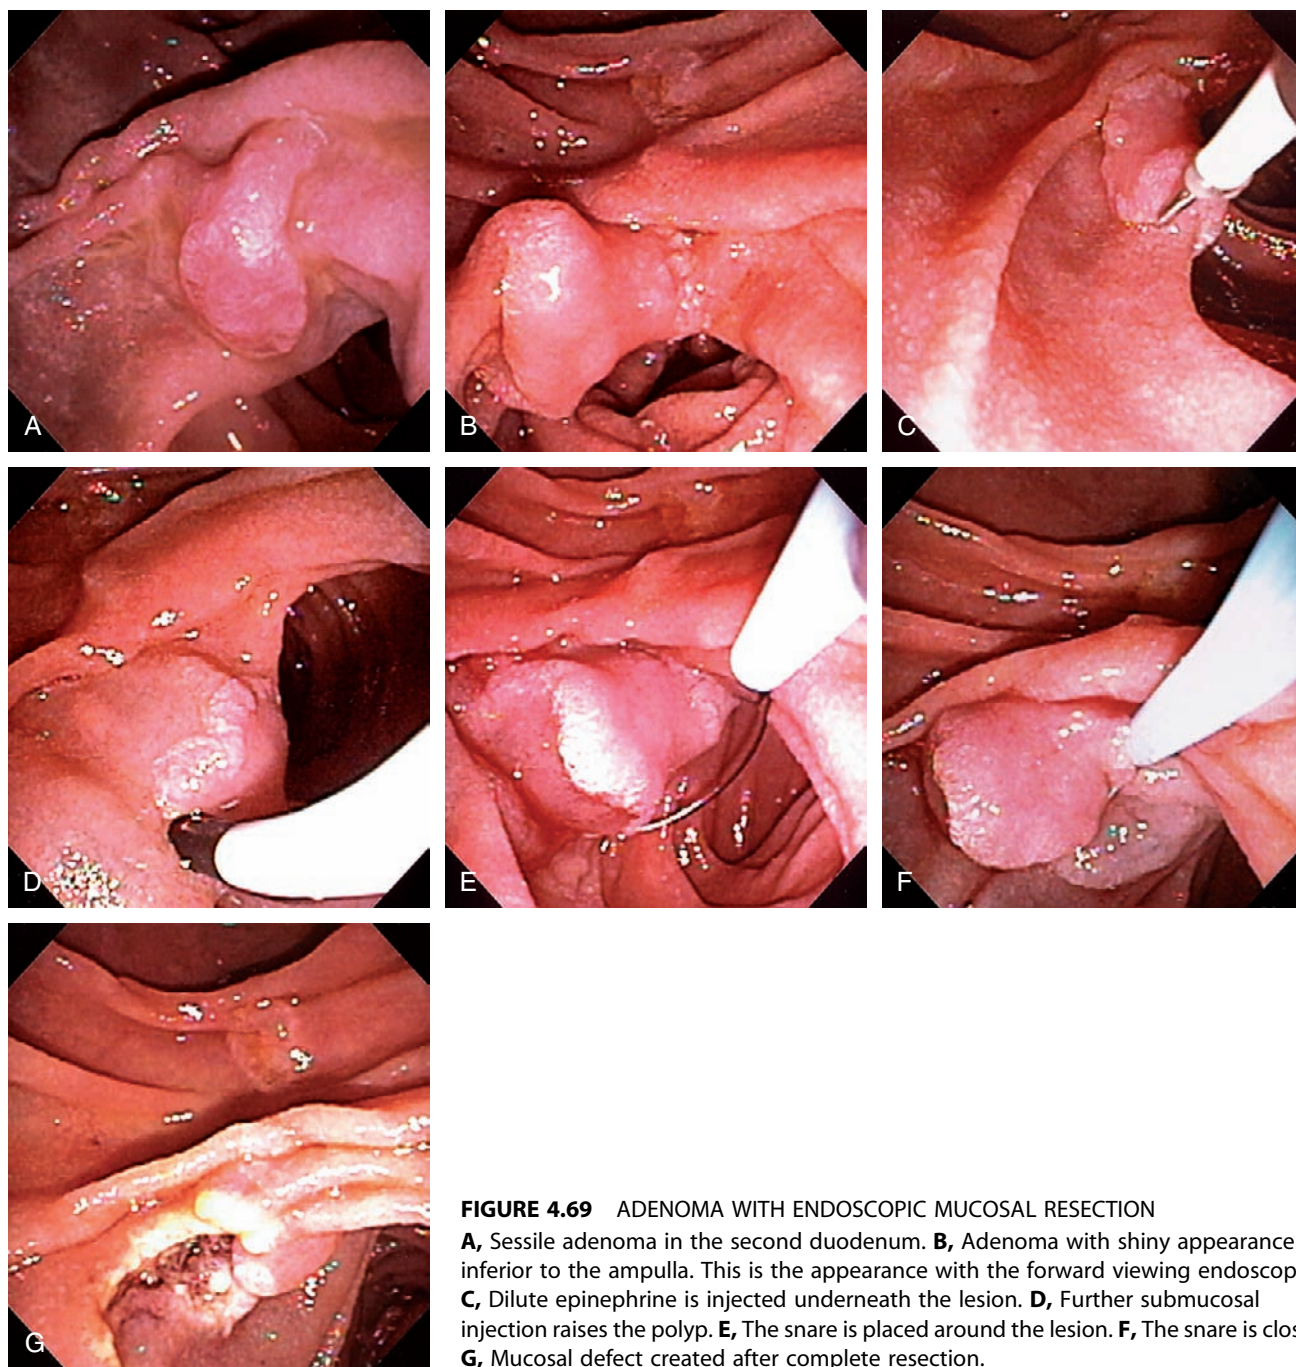 A
B
C
D
E
F
G
FIGURE 4.69 ADENOMA WITH ENDOSCOPIC MUCOSAL RESECTION
A, Sessile adenoma in the second duodenum. B, Adenoma with shiny appearance
inferior to the ampulla. This is the appearance with the forward viewing endoscop
C, Dilute epinephrine is injected underneath the lesion. D, Further submucosal
injection raises the polyp. E, The snare is placed around the lesion. F, The snare is clos
G, Mucosal defect created after complete resection.